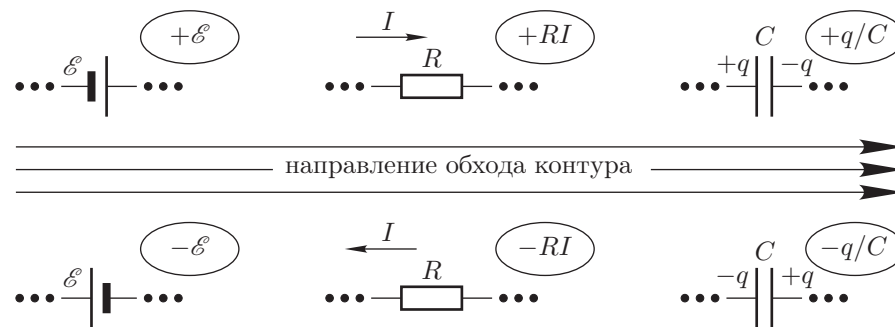 +ℰ I +RI C +q/C
ℰ R +q −q
направление обхода контура
−ℰ I −RI C −q/C
ℰ R −q +q